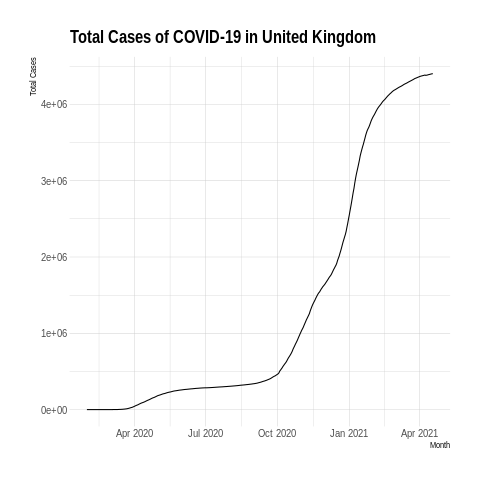 Total Cases of COVID-19 in United Kingdom
Total Cases
4e+06
3e+06
2e+06
1e+06
0e+00
Apr 2020 Jul 2020 Oct 2020 Jan 2021 Apr 2021
Month